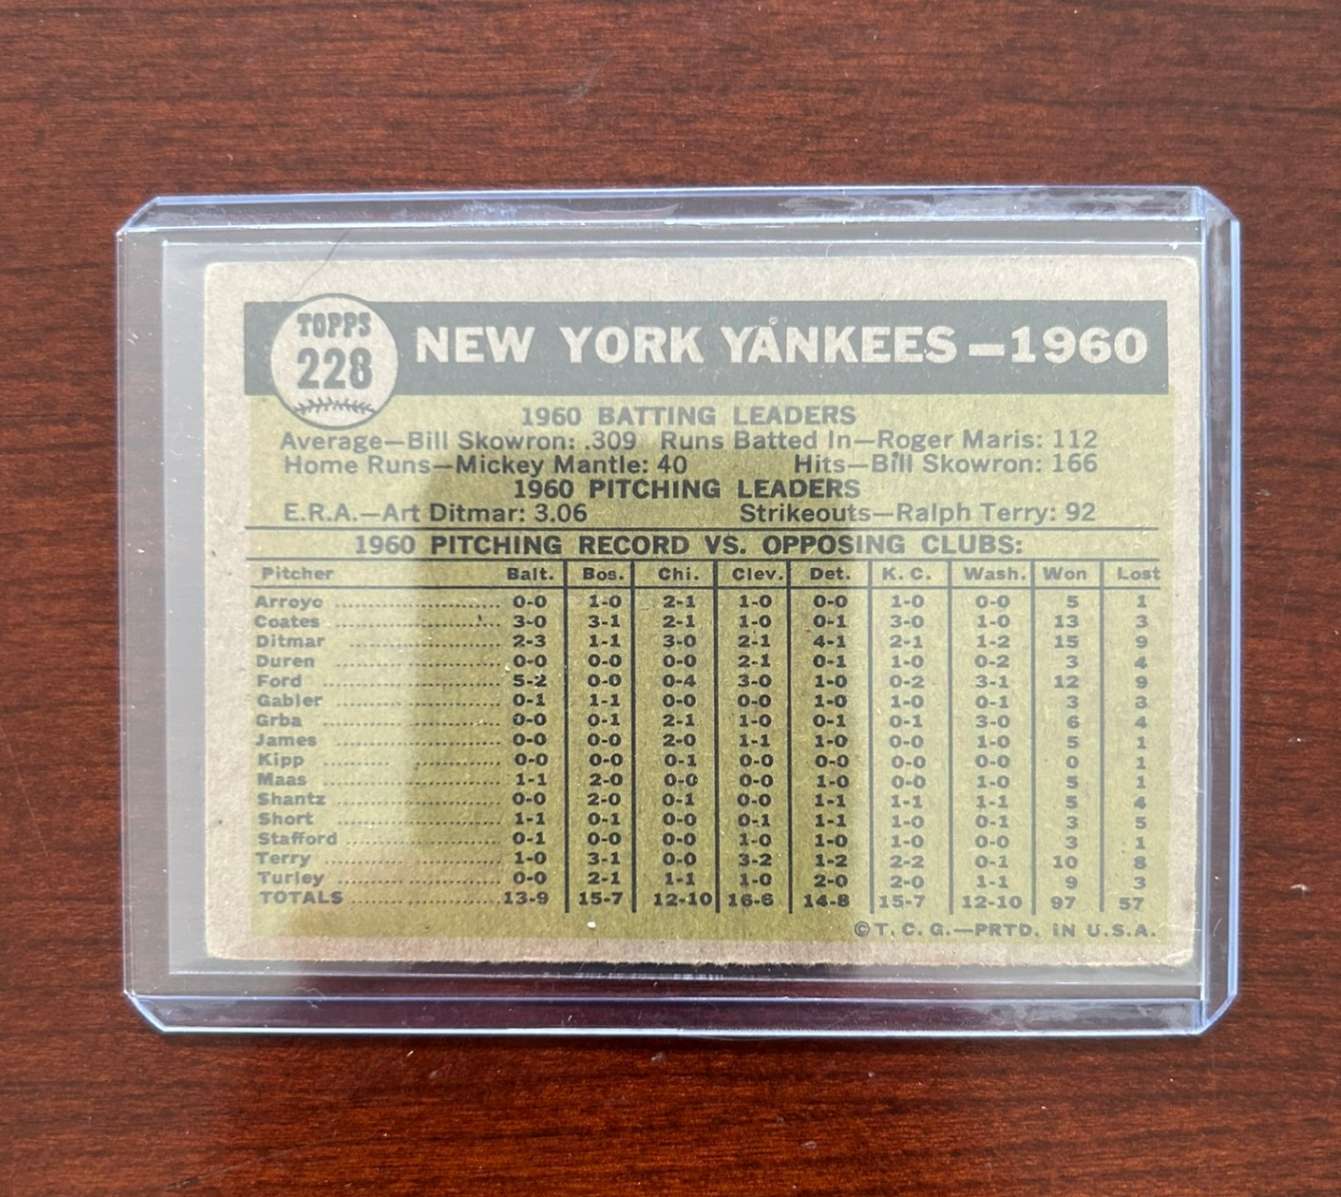 TOPPS
228
NEW YORK YANKEES—1960
1960 BATTING LEADERS
Average—Bill Skowron: .309 Runs Batted In—Roger Maris: 112
Home Runs—Mickey Mantle: 40 Hits—Bill Skowron: 166
1960 PITCHING LEADERS
E.R.A.—Art Ditmar: 3.06 Strikeouts—Ralph Terry: 92
1960 PITCHING RECORD VS. OPPOSING CLUBS:
Pitcher Balt. Bos. Chi. Clev. Det. K. C. Wash. Won Lost
Arroyo 0-0 1-0 2-1 1-0 0-0 1-0 0-0 5 1
Coates 3-0 3-1 2-1 1-0 0-1 3-0 1-0 13 3
Ditmar 2-3 1-1 3-0 2-1 4-1 2-1 1-2 15 9
Duren 0-0 0-0 0-0 2-1 0-1 1-0 0-2 3 4
Ford 5-2 0-0 0-4 3-0 1-0 0-2 3-1 12 9
Gabler 0-1 1-1 0-0 0-0 1-0 1-0 0-1 3 3
Grba 0-0 0-1 2-1 1-0 0-1 0-1 3-0 6 4
James 0-0 0-0 2-0 1-1 1-0 0-0 1-0 5 1
Kipp 0-0 0-0 0-1 0-0 0-0 0-0 0-0 0 1
Maas 1-1 2-0 0-0 0-0 1-0 0-0 1-0 5 1
Shantz 0-0 2-0 0-1 0-0 1-1 1-1 1-1 5 4
Short 1-1 0-1 0-0 0-1 1-1 1-0 0-1 3 5
Stafford 0-1 0-0 0-0 1-0 1-0 1-0 0-0 3 1
Terry 1-0 3-1 0-0 3-2 1-2 2-2 0-1 10 8
Turley 0-0 2-1 1-1 1-0 2-0 2-0 1-1 9 3
TOTALS 13-9 15-7 12-10 16-6 14-8 15-7 12-10 97 57
©T. C. G.—PRTD. IN U.S.A.